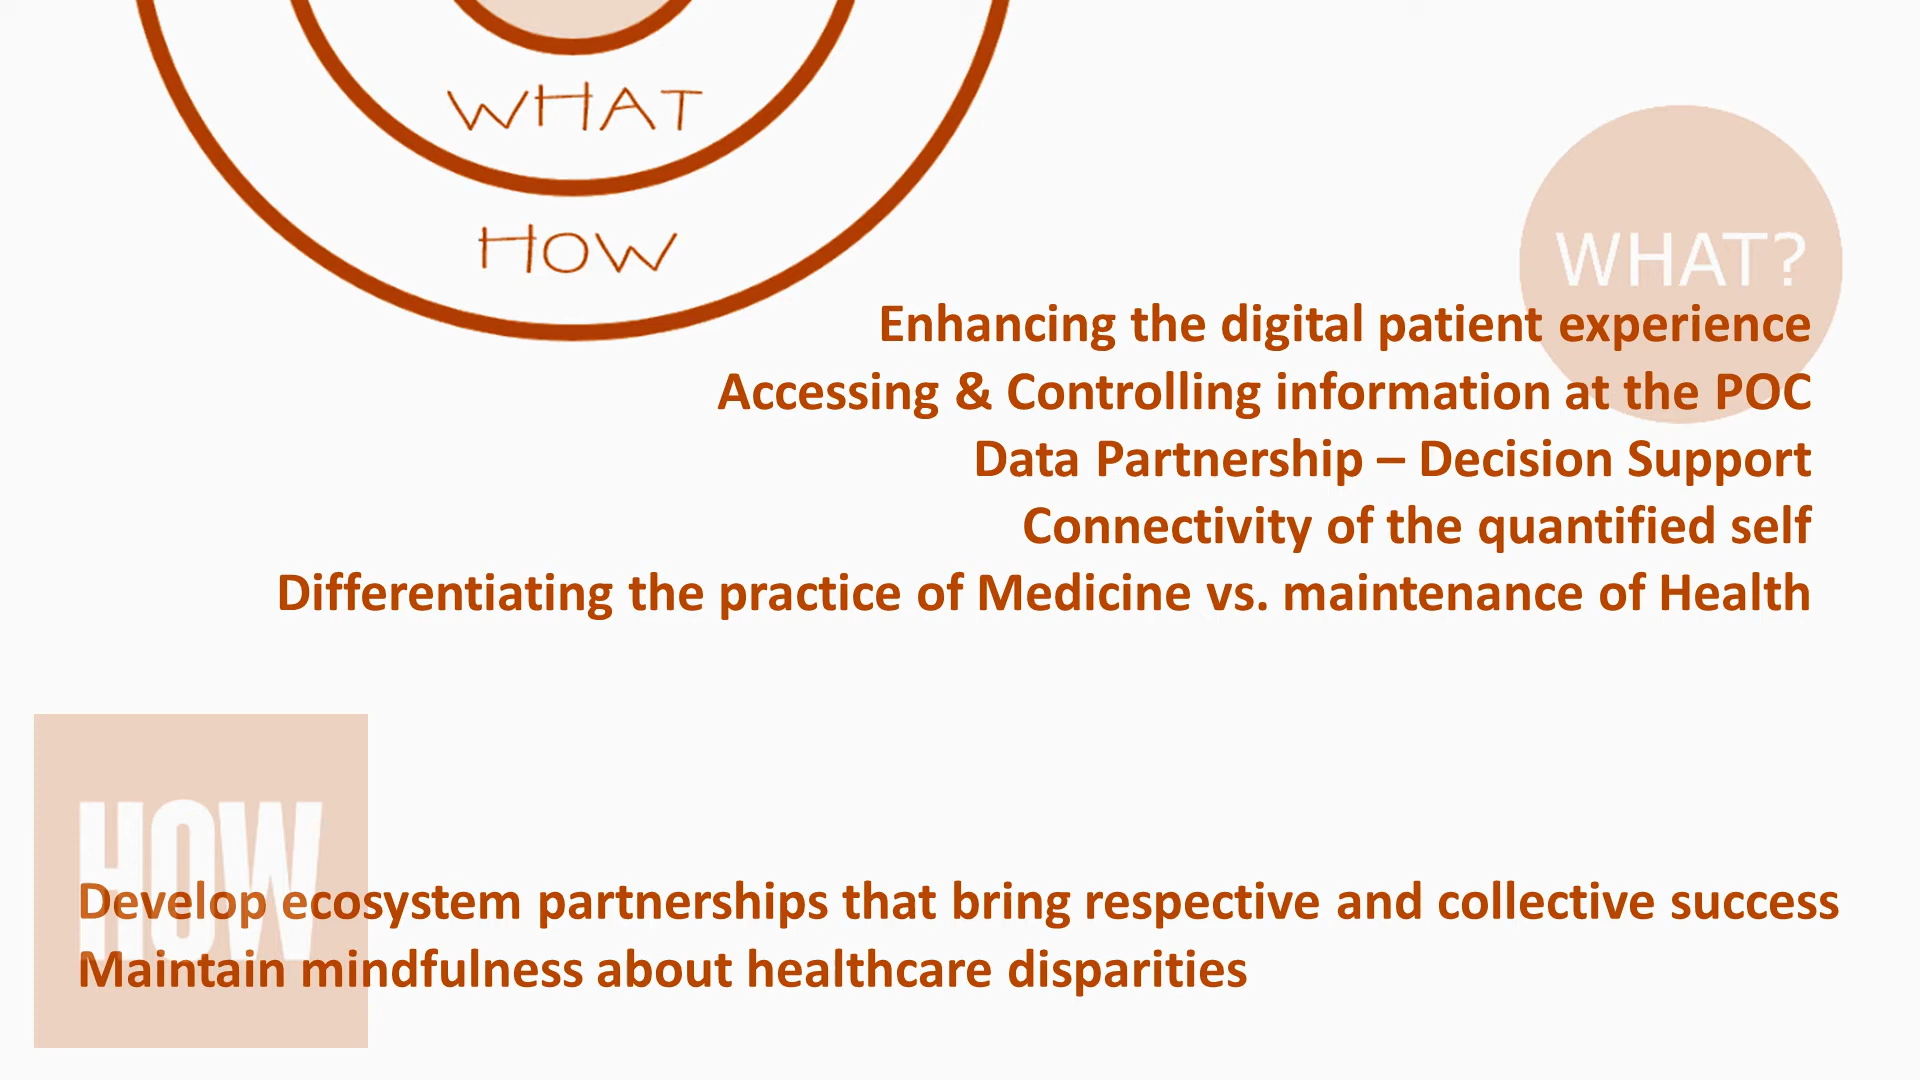 WHAT
HOW
WHAT?
Enhancing the digital patient experience
Accessing & Controlling information at the POC
Data Partnership – Decision Support
Connectivity of the quantified self
Differentiating the practice of Medicine vs. maintenance of Health
HOW
Develop ecosystem partnerships that bring respective and collective success
Maintain mindfulness about healthcare disparities